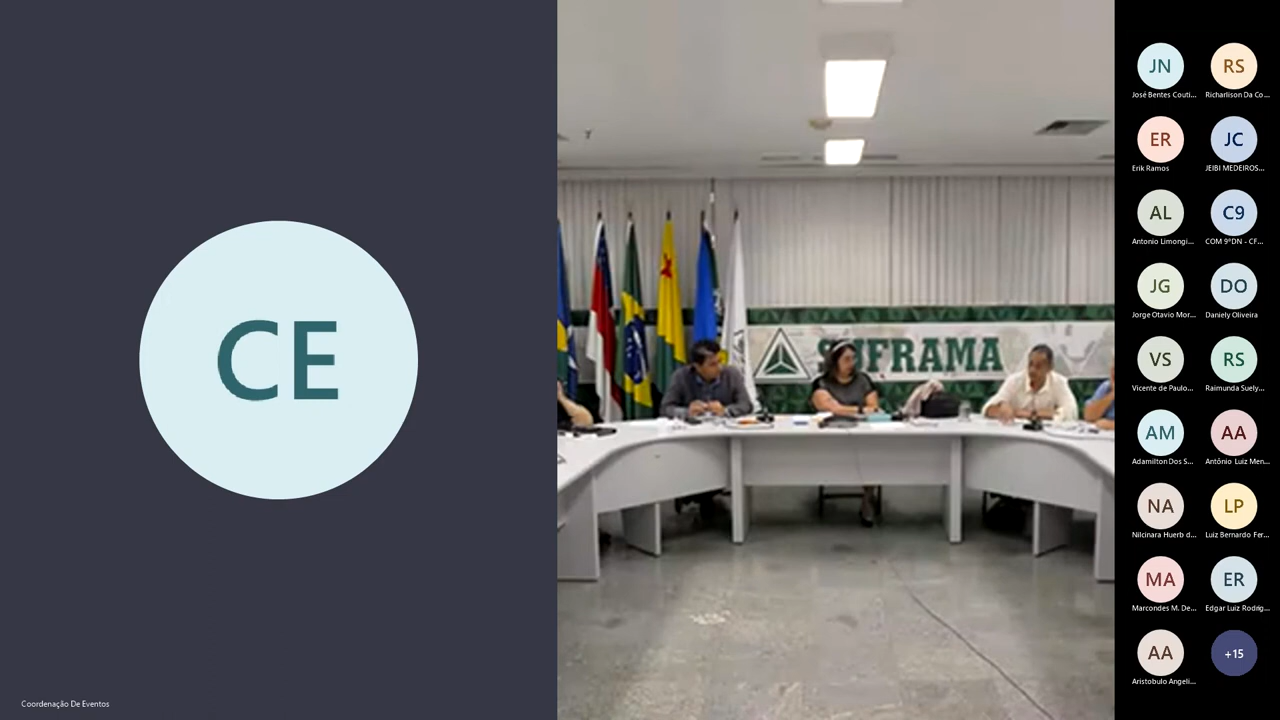 CE
Coordenação De Eventos
SUFRAMA
JN
José Bentes Couti...
RS
Richarlison Da Co...
ER
Erik Ramos
JC
JEIBI MEDEIROS...
AL
Antonio Limongi...
C9
COM 9ºDN - CF...
JG
Jorge Otavio Mor...
DO
Daniely Oliveira
VS
Vicente de Paulo...
RS
Raimunda Suely...
AM
Adamilton Dos S...
AA
Antônio Luiz Men...
NA
Nilcinara Huerb d...
LP
Luiz Bernardo Fer...
MA
Marcondes M. De...
ER
Edgar Luiz Rodrig...
AA
Aristobulo Angeli...
+15